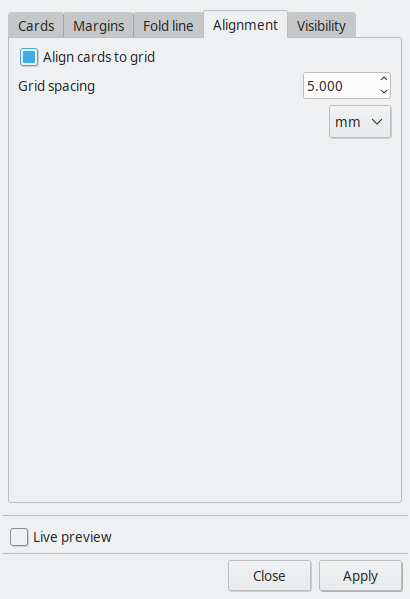 Cards Margins Fold line Alignment Visibility
Align cards to grid
Grid spacing 5.000
mm
Live preview
Close Apply